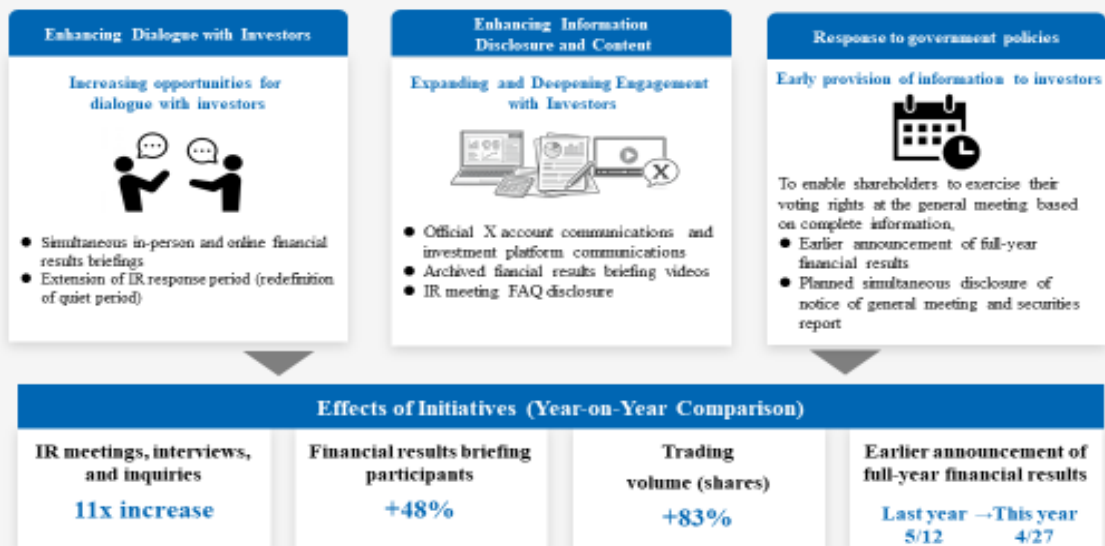 Enhancing Dialogue with Investors
Increasing opportunities for
dialogue with investors
● Simultaneous in-person and online financial
results briefings
● Extension of IR response period (redefinition
of quiet period)
Enhancing Information
Disclosure and Content
Expanding and Deepening Engagement
with Investors
X
● Official X account communications and
investment platform communications
● Archived fiancial results briefing videos
● IR meeting FAQ disclosure
Response to government policies
Early provision of information to investors
To enable shareholders to exercise their
voting rights at the general meeting based
on complete information,
● Earlier announcement of full-year
financial results
● Planned simultaneous disclosure of
notice of general meeting and securities
report
Effects of Initiatives (Year-on-Year Comparison)
IR meetings, interviews,
and inquiries
11x increase
Financial results briefing
participants
+48%
Trading
volume (shares)
+83%
Earlier announcement of
full-year financial results
Last year →This year
5/12 4/27